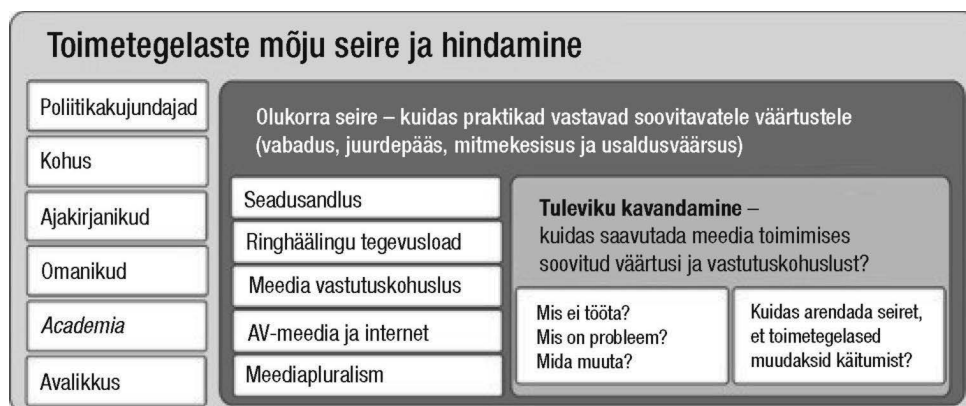 Toimetegelaste mõju seire ja hindamine
Poliitikakujundajad
Kohus
Ajakirjanikud
Omanikud
Academia
Avalikkus
Olukorra seire – kuidas praktikad vastavad soovitavatele väärtustele
(vabadus, juurdepääs, mitmekesisus ja usaldusväärsus)
Seadusandlus
Ringhäälingu tegevusload
Meedia vastutuskohuslus
AV-meedia ja internet
Meediapluralism
Tuleviku kavandamine –
kuidas saavutada meedia toimimises
soovitud väärtusi ja vastutuskohuslust?
Mis ei tööta?
Mis on probleem?
Mida muuta?
Kuidas arendada seiret,
et toimetegelased
muudaksid käitumist?